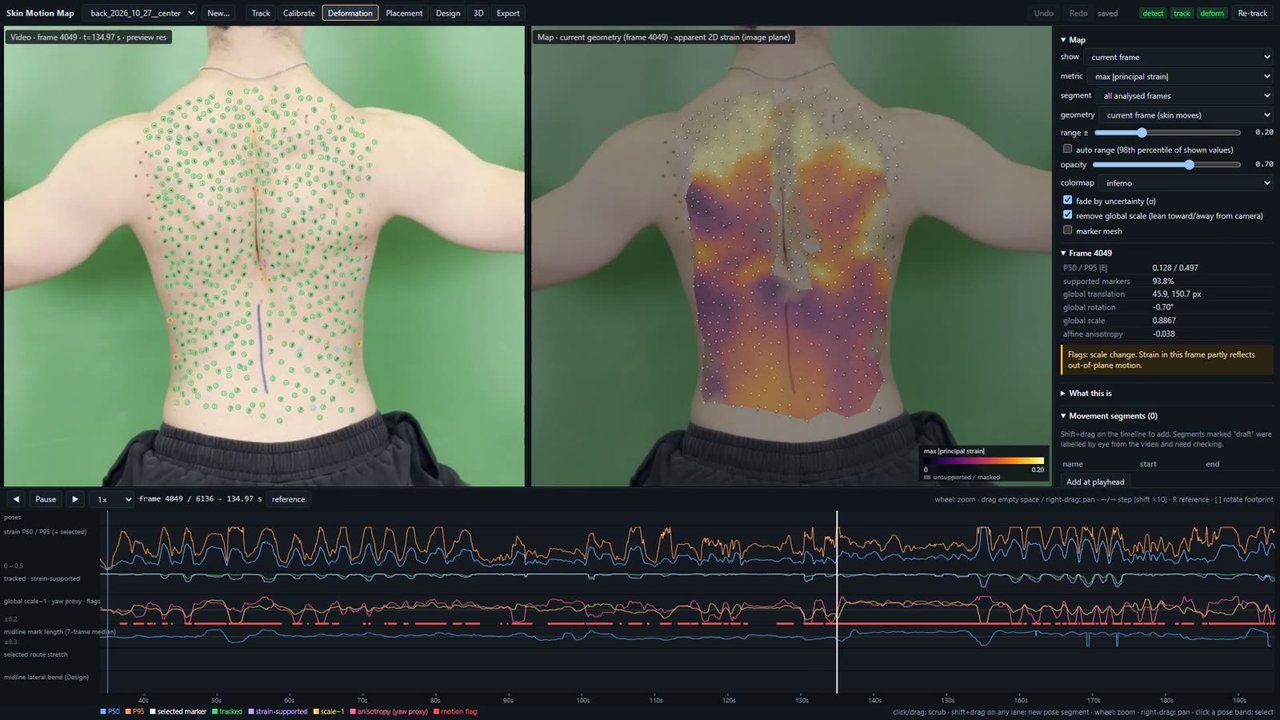 Skin Motion Map back_2026_10_27__center New... Track Calibrate Deformation Placement Design 3D Export Undo Redo saved detect track deform Re-track
Video · frame 4049 · t=134.97 s · preview res
Map · current geometry (frame 4049) · apparent 2D strain (image plane)
Map
show current frame
metric max |principal strain|
segment all analysed frames
geometry current frame (skin moves)
range ± 0.20
auto range (98th percentile of shown values)
opacity 0.70
colormap inferno
fade by uncertainty (σ)
remove global scale (lean toward/away from camera)
marker mesh
Frame 4049
P50 / P95 |E| 0.128 / 0.497
supported markers 93.8%
global translation 45.9, 150.7 px
global rotation -0.70°
global scale 0.8867
affine anisotropy -0.038
Flags: scale change. Strain in this frame partly reflects
out-of-plane motion.
What this is
Movement segments (0)
Shift+drag on the timeline to add. Segments marked "draft" were
labelled by eye from the video and need checking.
name start end
Add at playhead
max |principal strain|
0 0.20
unsupported / masked
Pause 1× frame 4049 / 6136 · 134.97 s reference
wheel: zoom · drag empty space / right-drag: pan · ←/→ step (shift ×10) · R reference · [ ] rotate footprint
poses
strain P50 / P95 (+ selected)
0 – 0.5
tracked · strain-supported
global scale−1 · yaw proxy · flags
±0.2
midline mark length (7-frame median)
±0.3
selected route stretch
midline lateral bend (Design)
40s 50s 60s 70s 80s 90s 100s 110s 120s 130s 140s 150s 160s 170s 180s 190s
P50 P95 selected marker tracked strain-supported scale−1 anisotropy (yaw proxy) motion flag
click/drag: scrub · shift+drag on any lane: new pose segment · wheel: zoom · right-drag: pan · click a pose band: select